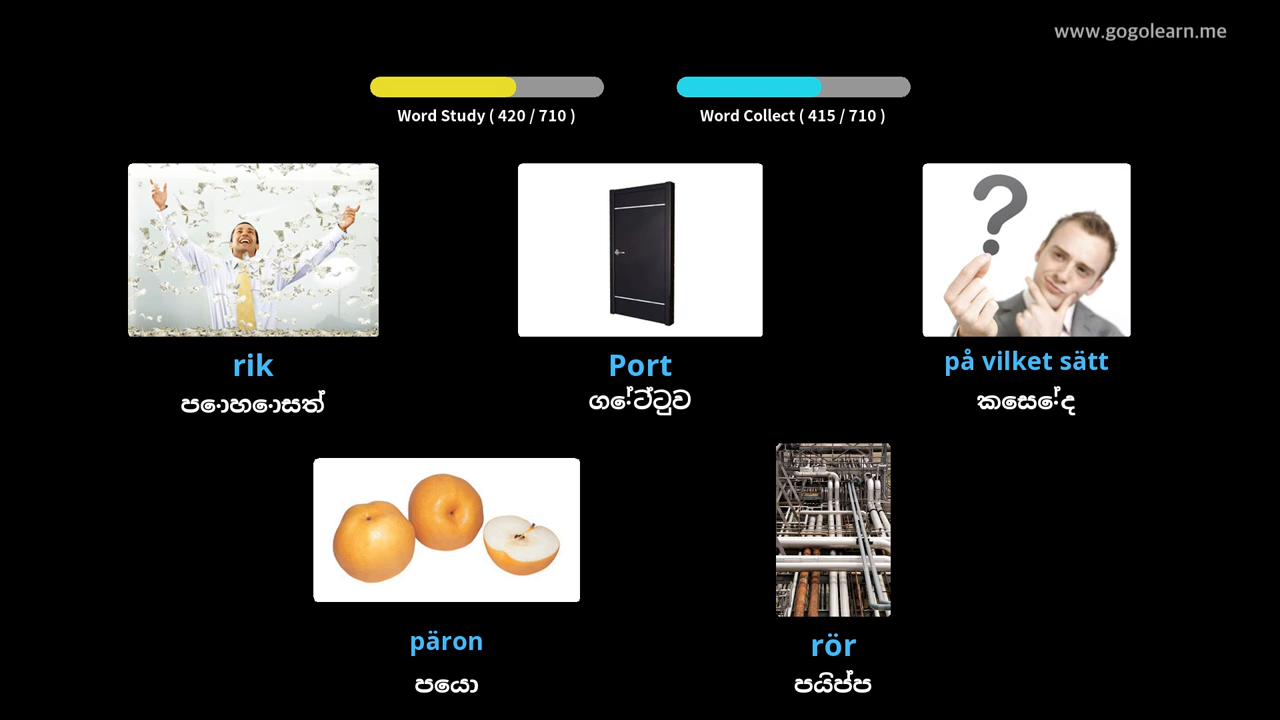 www.gogolearn.me
Word Study ( 420 / 710 )
Word Collect ( 415 / 710 )
rik
Port
på vilket sätt
පොහොසත්
ගේට්ටුව
කෙසේද
päron
rör
පෙයා
පයිප්ප